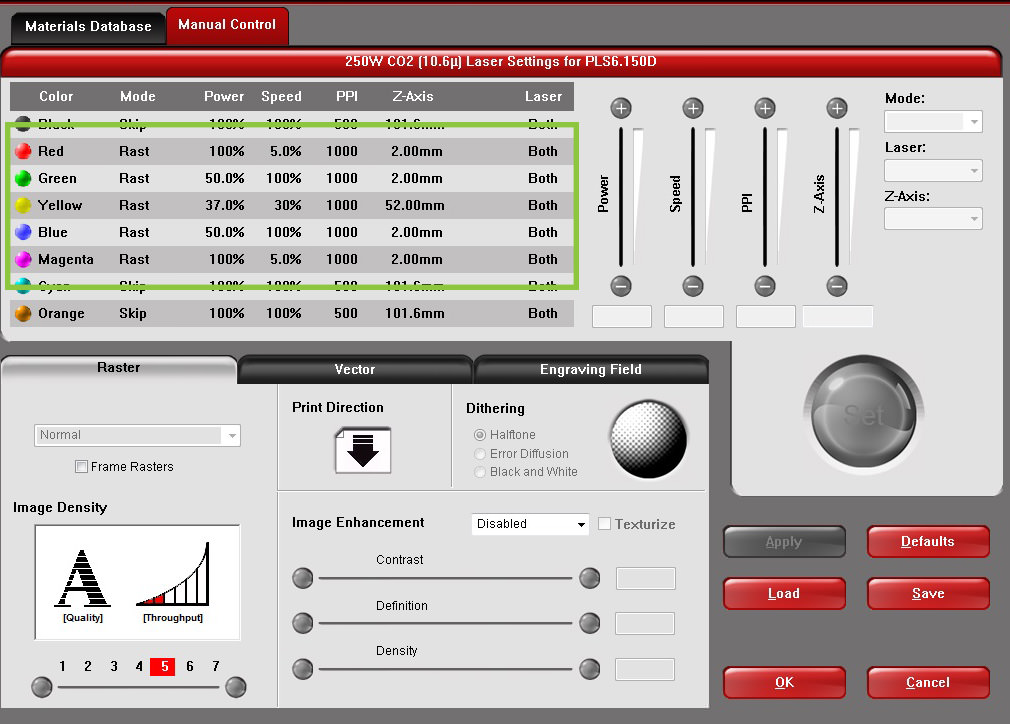 Materials Database
Manual Control
250W CO2 (10.6µ) Laser Settings for PLS6.150D
Color Mode Power Speed PPI Z-Axis Laser
Black Skip 100% 100% 500 101.6mm Both
Red Rast 100% 5.0% 1000 2.00mm Both
Green Rast 50.0% 100% 1000 2.00mm Both
Yellow Rast 37.0% 30% 1000 52.00mm Both
Blue Rast 50.0% 100% 1000 2.00mm Both
Magenta Rast 100% 5.0% 1000 2.00mm Both
Cyan Skip 100% 100% 500 101.6mm Both
Orange Skip 100% 100% 500 101.6mm Both
Power
Speed
PPI
Z-Axis
Mode:
Laser:
Z-Axis:
Set
Raster
Vector
Engraving Field
Normal
Frame Rasters
Image Density
[Quality]
[Throughput]
1 2 3 4 5 6 7
Print Direction
Dithering
Halftone
Error Diffusion
Black and White
Image Enhancement
Disabled
Texturize
Contrast
Definition
Density
Apply
Defaults
Load
Save
OK
Cancel